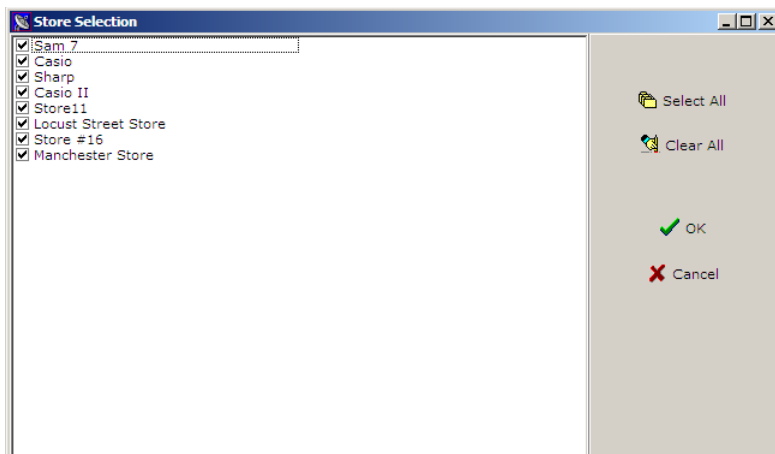 Store Selection
Sam 7
Casio
Sharp
Casio II
Store11
Locust Street Store
Store #16
Manchester Store
Select All
Clear All
OK
Cancel